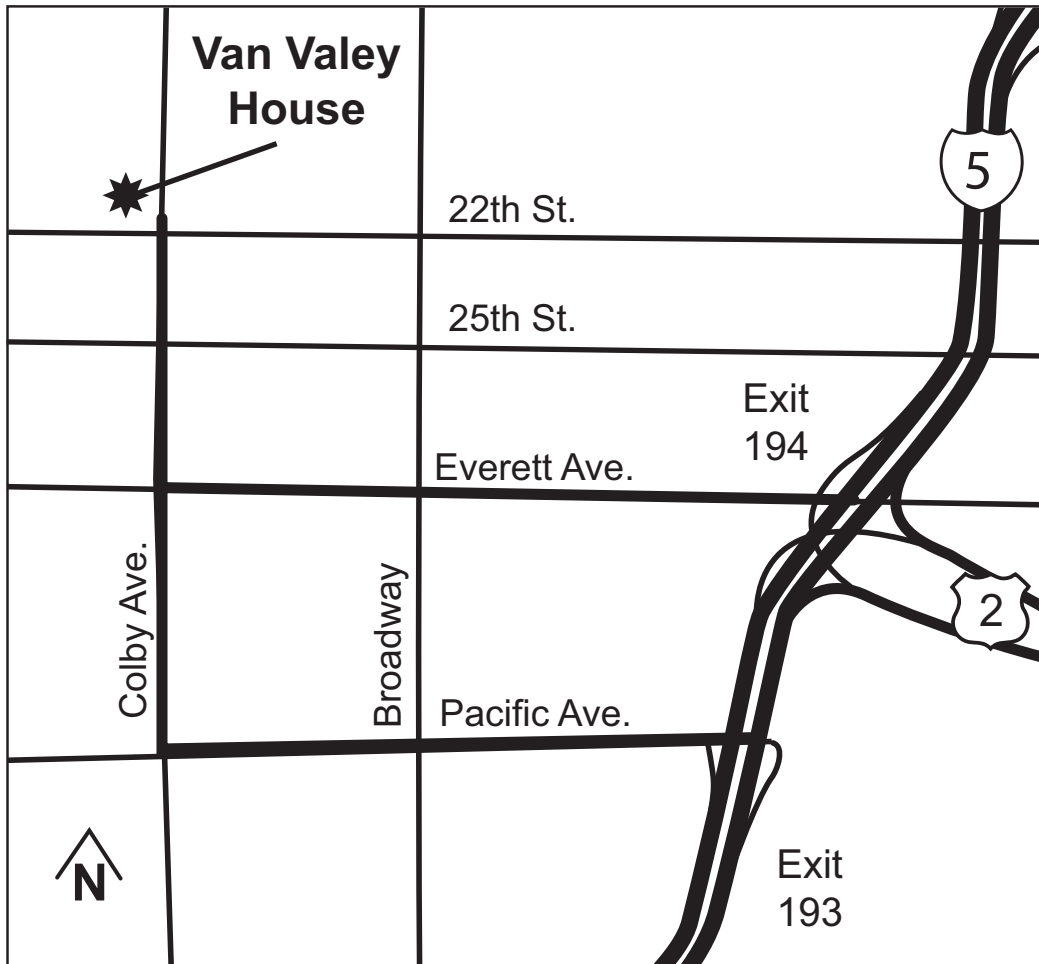 Van Valey
House
5
22th St.
25th St.
Exit
194
Everett Ave.
Colby Ave.
Broadway
2
Pacific Ave.
N
Exit
193